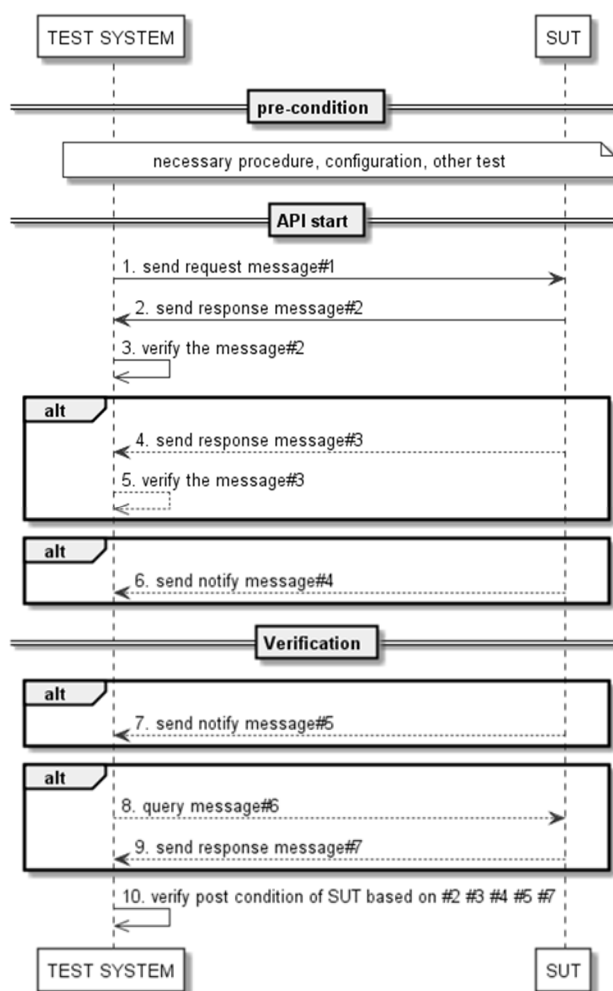 TEST SYSTEM
SUT
pre-condition
necessary procedure, configuration, other test
API start
1. send request message#1
2. send response message#2
3. verify the message#2
alt
4. send response message#3
5. verify the message#3
alt
6. send notify message#4
Verification
alt
7. send notify message#5
alt
8. query message#6
9. send response message#7
10. verify post condition of SUT based on #2 #3 #4 #5 #7
TEST SYSTEM
SUT